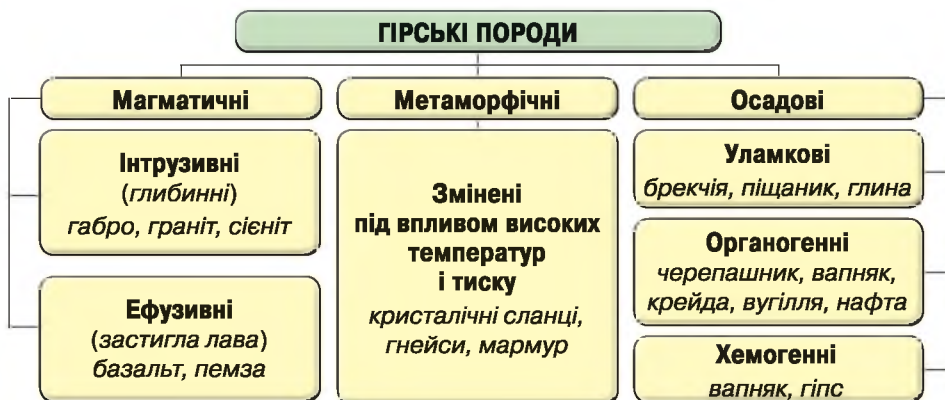 ГІРСЬКІ ПОРОДИ
Магматичні
Інтрузивні
(глибинні)
габро, граніт, сієніт
Ефузивні
(застигла лава)
базальт, пемза
Метаморфічні
Змінені
під впливом високих
температур
і тиску
кристалічні сланці,
гнейси, мармур
Осадові
Уламкові
брекчія, піщаник, глина
Органогенні
черепашник, вапняк,
крейда, вугілля, нафта
Хемогенні
вапняк, гіпс